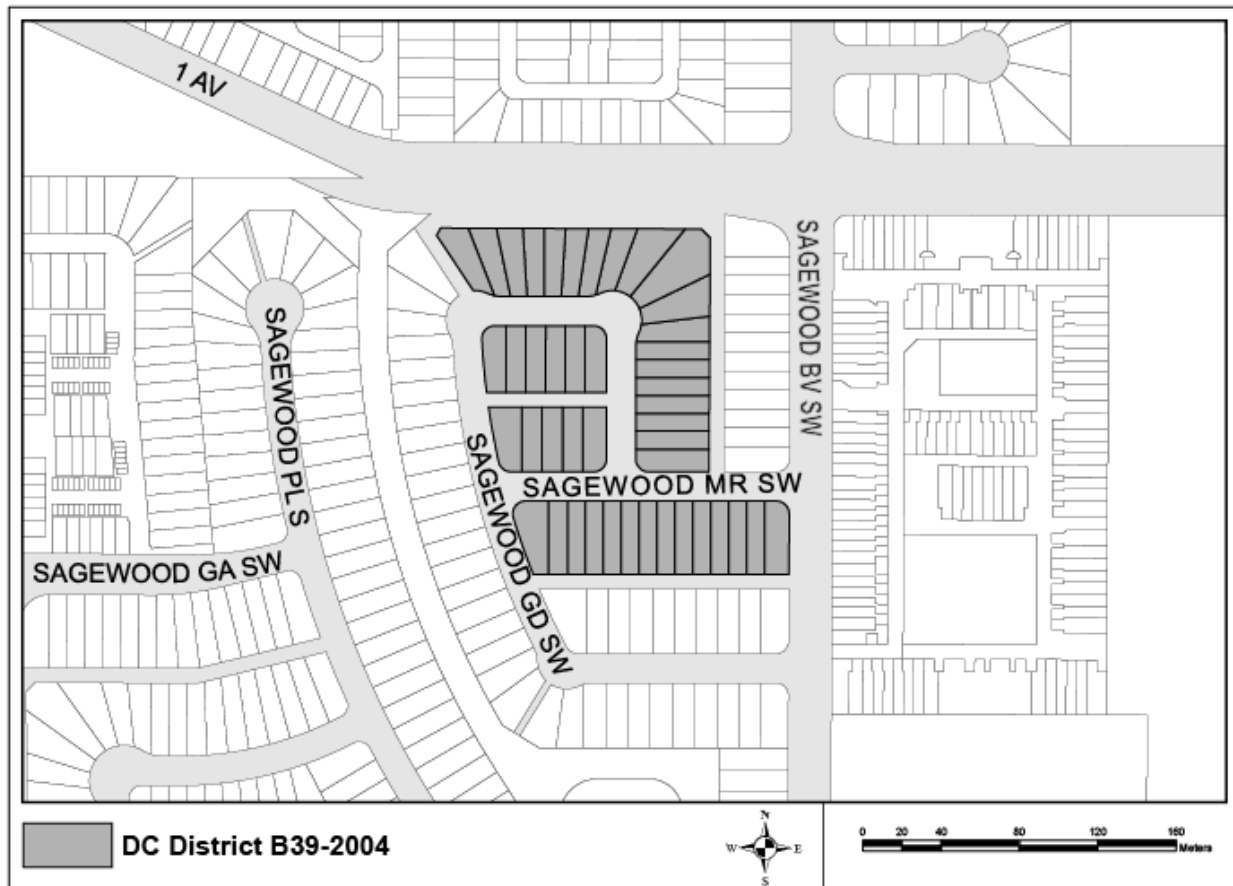 1 AV
SAGEWOOD BV SW
SAGEWOOD PL S
SAGEWOOD GD SW
SAGEWOOD MR SW
SAGEWOOD GA SW
DC District B39-2004
N
W E
S
0 20 40 80 120 160
Meters